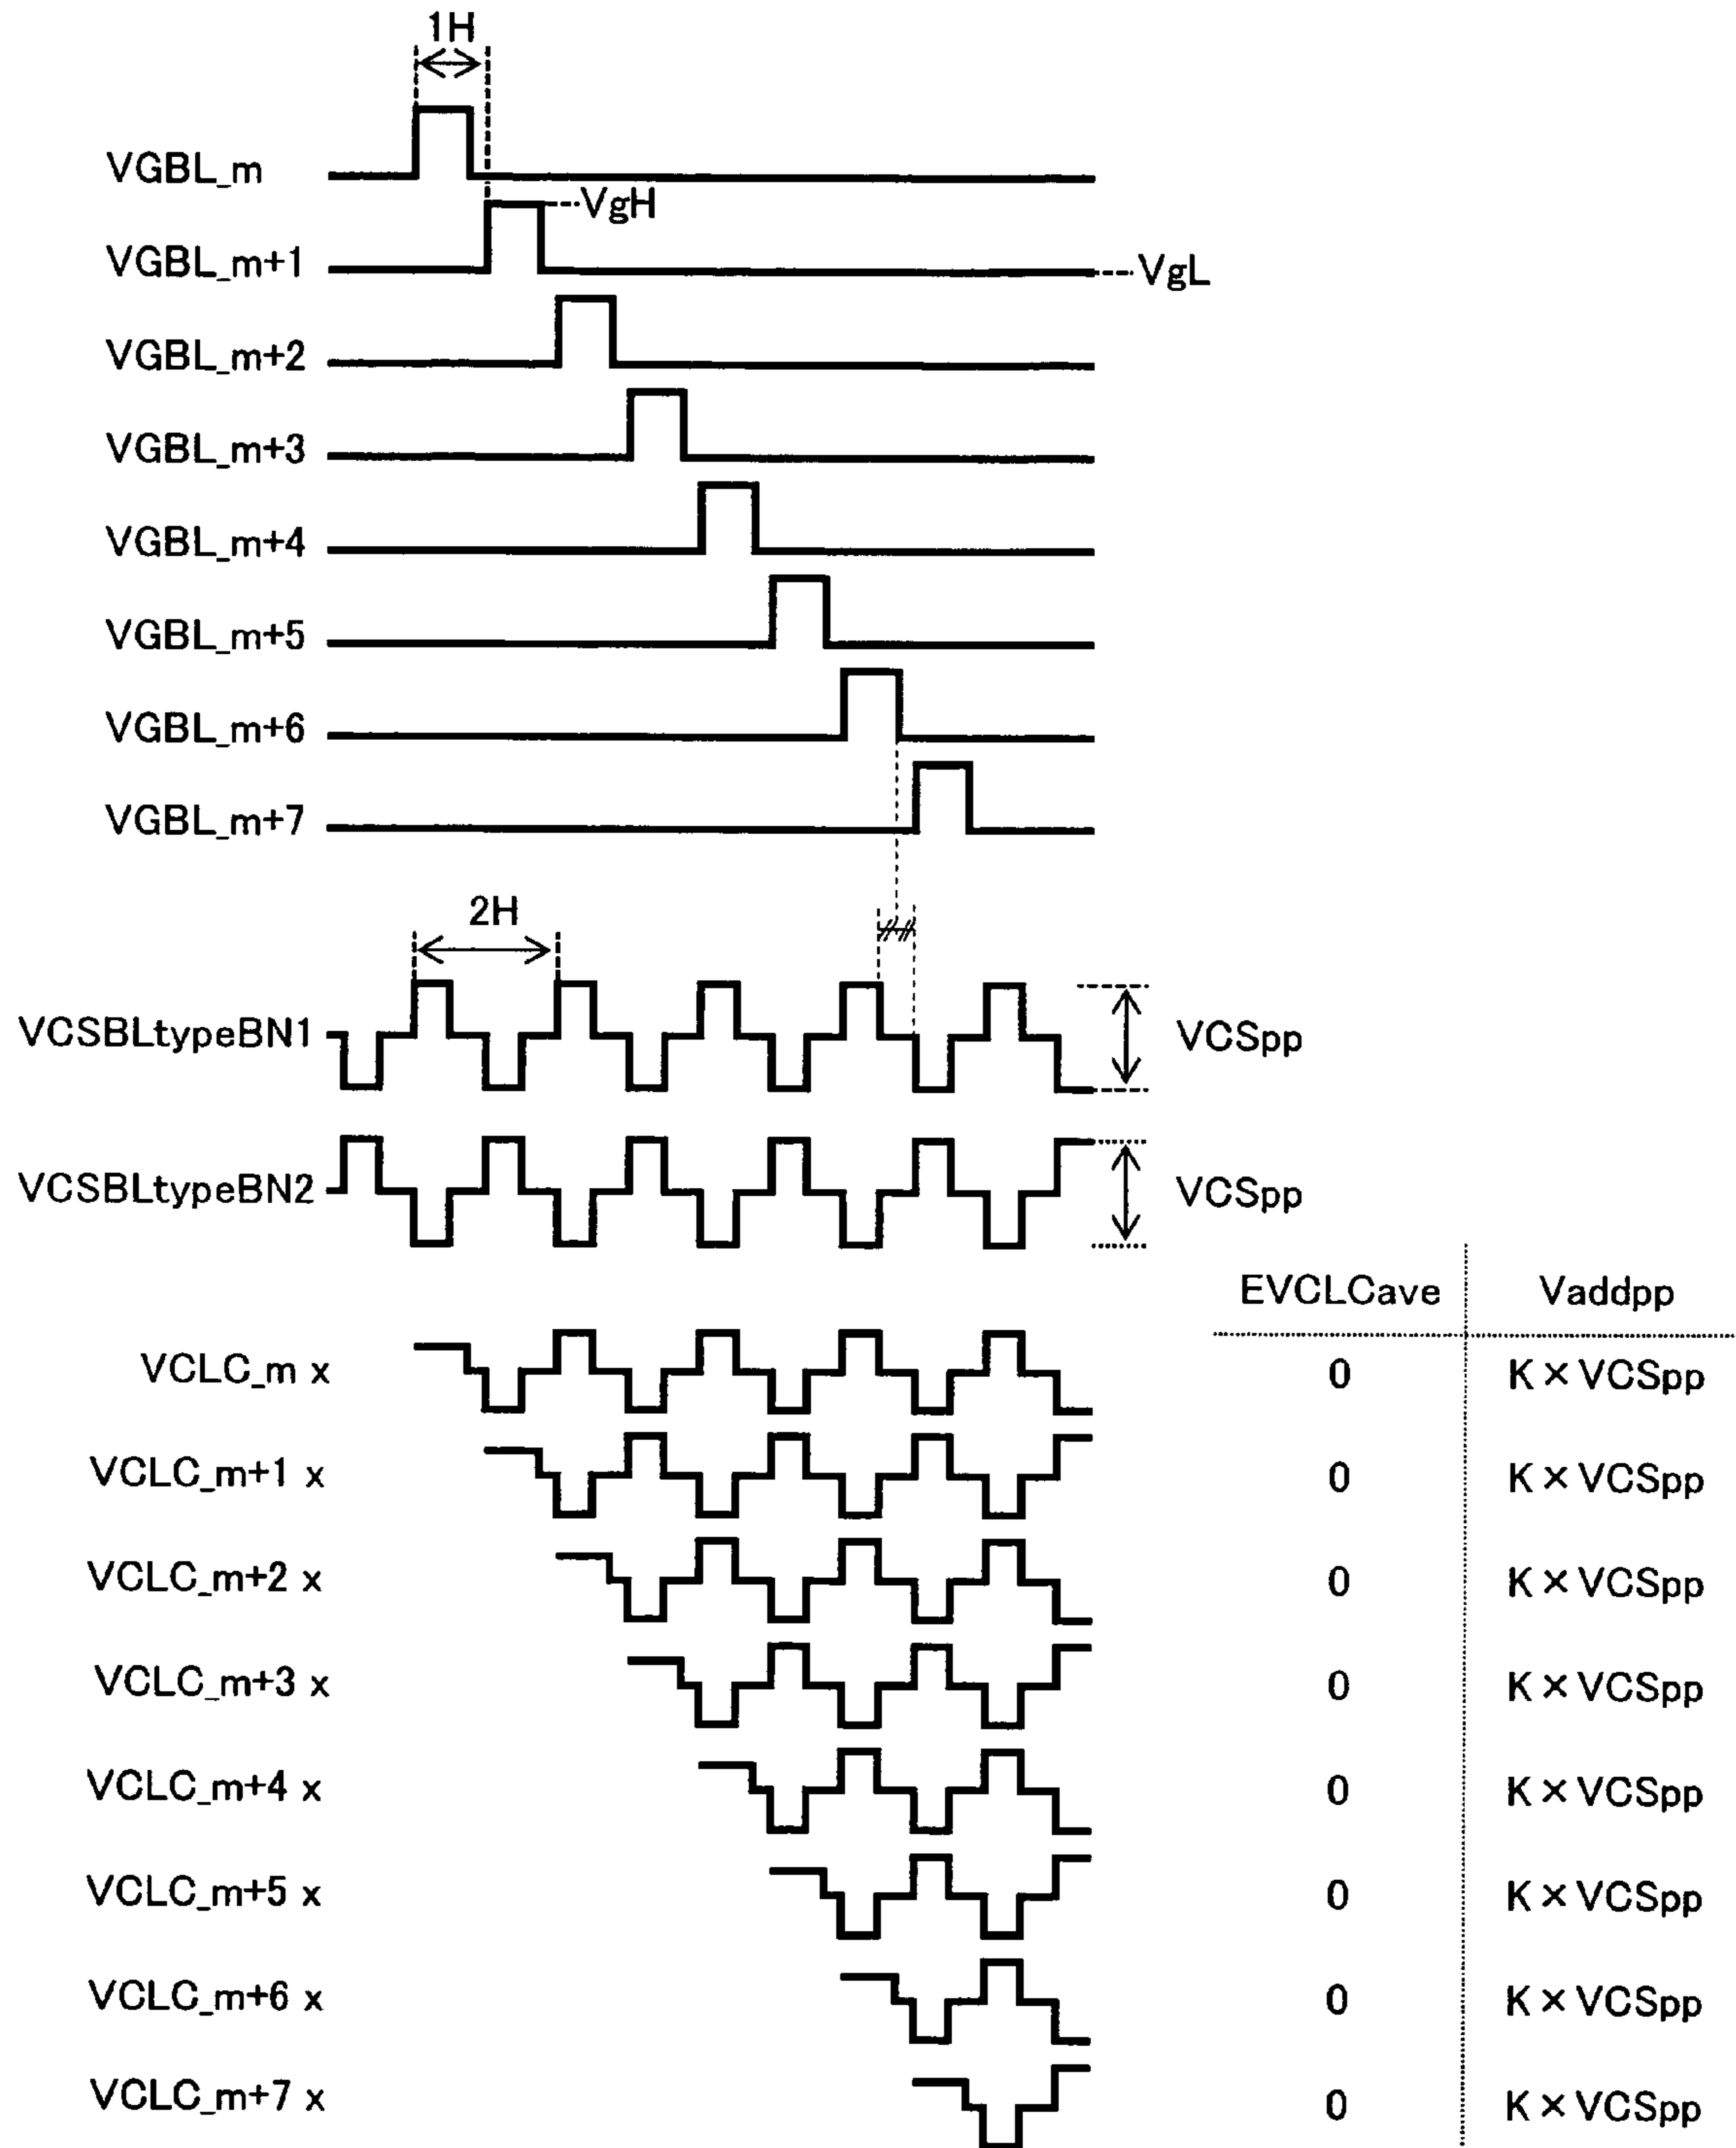 1H
VGBL_m
VgH
VGBL_m+1
VgL
VGBL_m+2
VGBL_m+3
VGBL_m+4
VGBL_m+5
VGBL_m+6
VGBL_m+7
2H
VCSBLtypeBN1
VCSpp
VCSBLtypeBN2
VCSpp
EVCLCave Vaddpp
VCLC_m x 0 K×VCSpp
VCLC_m+1 x 0 K×VCSpp
VCLC_m+2 x 0 K×VCSpp
VCLC_m+3 x 0 K×VCSpp
VCLC_m+4 x 0 K×VCSpp
VCLC_m+5 x 0 K×VCSpp
VCLC_m+6 x 0 K×VCSpp
VCLC_m+7 x 0 K×VCSpp